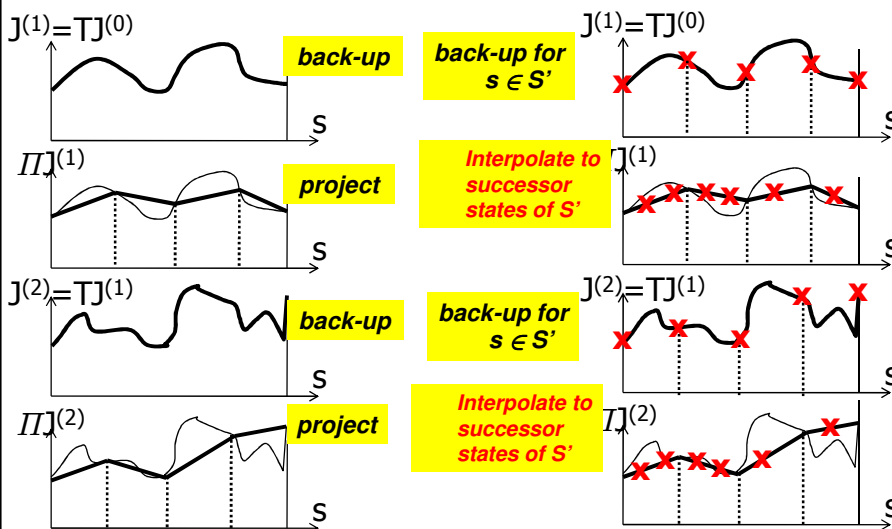 J(1)=TJ(0)
back-up
S
ΠJ(1)
project
S
J(2)=TJ(1)
back-up
S
ΠJ(2)
project
S
J(1)=TJ(0)
back-up for
s ∈ S'
S
J(1)
Interpolate to
successor
states of S'
S
J(2)=TJ(1)
back-up for
s ∈ S'
S
J(2)
Interpolate to
successor
states of S'
S